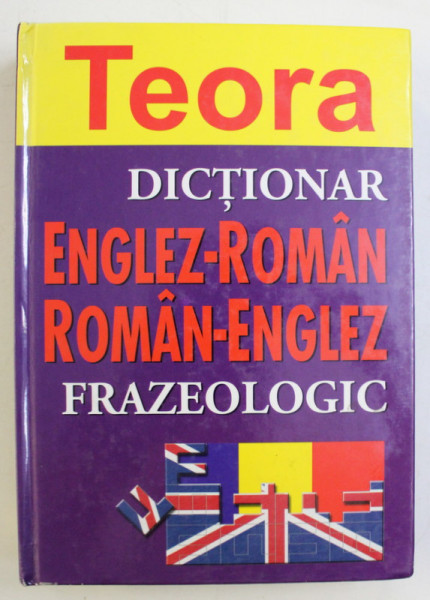 Teora
DICȚIONAR
ENGLEZ-ROMÂN
ROMÂN-ENGLEZ
FRAZEOLOGIC